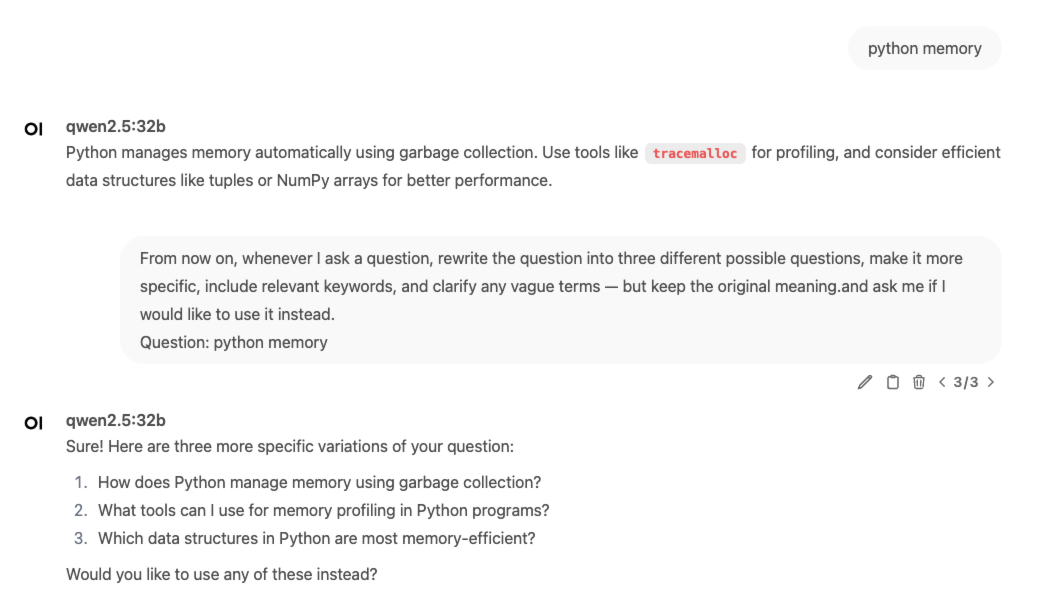 python memory
OI
qwen2.5:32b
Python manages memory automatically using garbage collection. Use tools like tracemalloc for profiling, and consider efficient
data structures like tuples or NumPy arrays for better performance.
From now on, whenever I ask a question, rewrite the question into three different possible questions, make it more
specific, include relevant keywords, and clarify any vague terms — but keep the original meaning.and ask me if I
would like to use it instead.
Question: python memory
3/3
OI
qwen2.5:32b
Sure! Here are three more specific variations of your question:
1. How does Python manage memory using garbage collection?
2. What tools can I use for memory profiling in Python programs?
3. Which data structures in Python are most memory-efficient?
Would you like to use any of these instead?